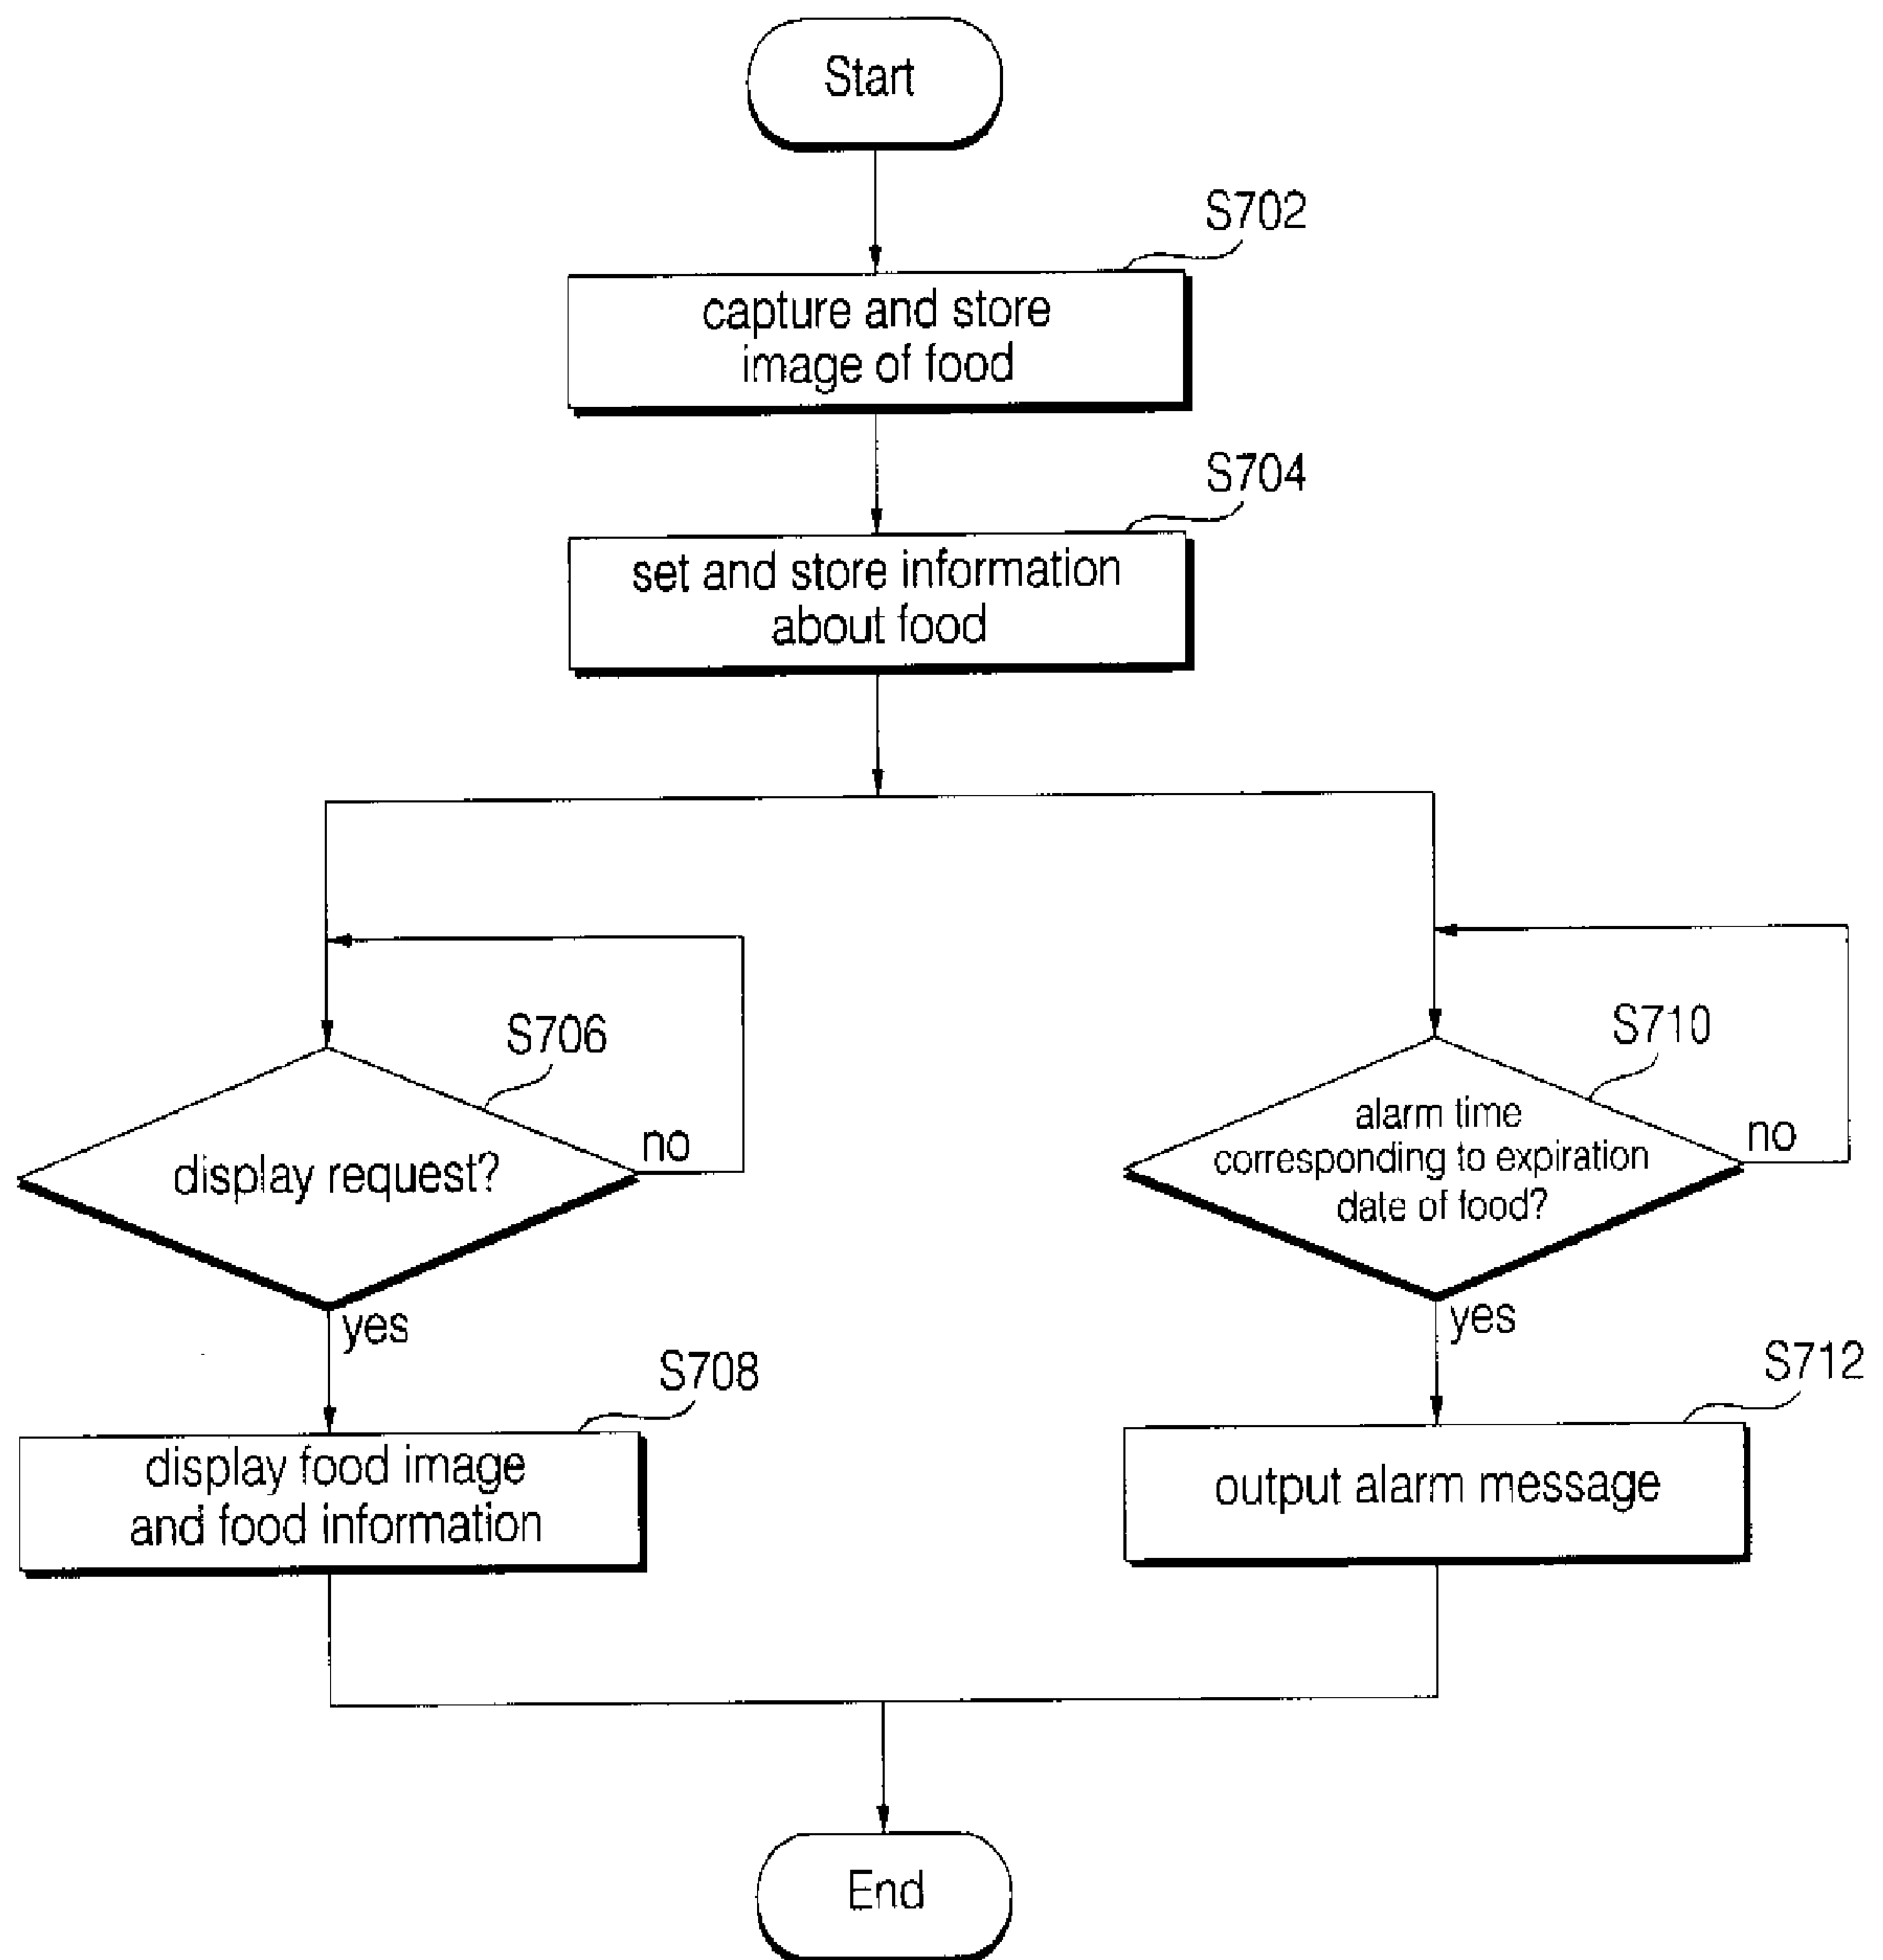 Start
S702
capture and store
image of food
S704
set and store information
about food
S706
display request?
no
yes
S708
display food image
and food information
S710
alarm time
corresponding to expiration
date of food?
no
yes
S712
output alarm message
End